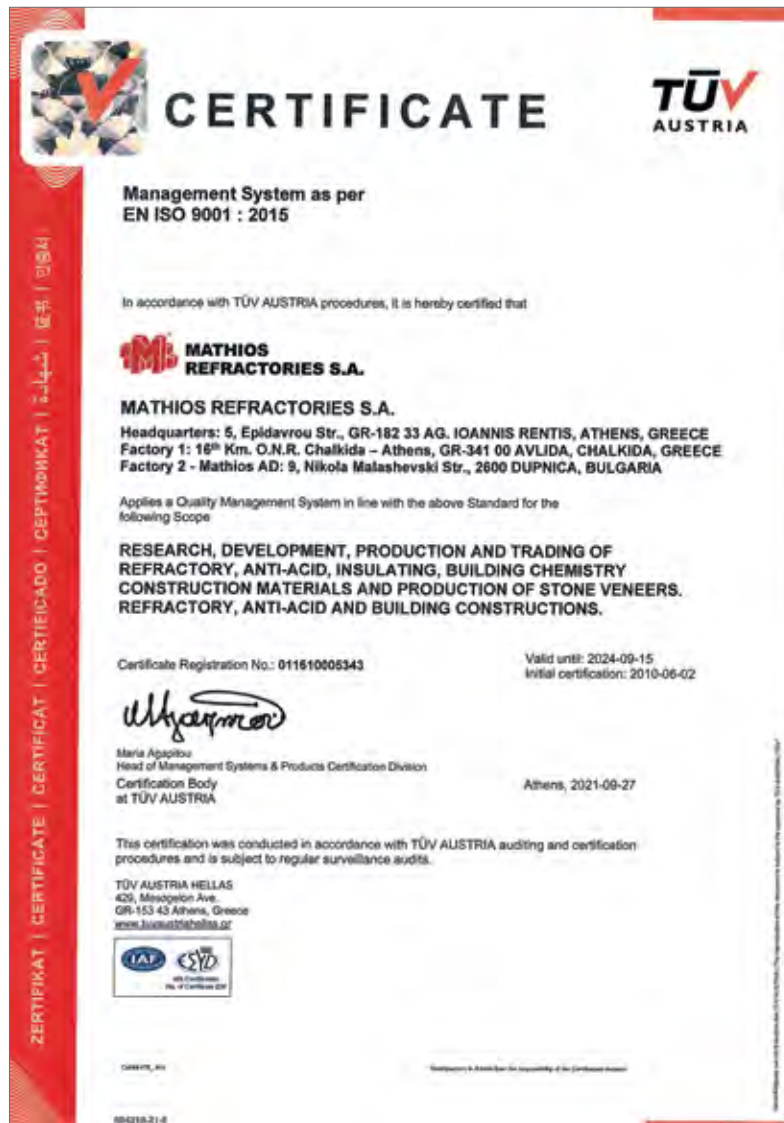 CERTIFICATE
TÜV
AUSTRIA
Management System as per
EN ISO 9001 : 2015
In accordance with TÜV AUSTRIA procedures, it is hereby certified that
MATHIOS
REFRACTORIES S.A.
MATHIOS REFRACTORIES S.A.
Headquarters: 5, Epidavrou Str., GR-182 33 AG. IOANNIS RENTIS, ATHENS, GREECE
Factory 1: 16th Km. O.N.R. Chalkida – Athens, GR-341 00 AVLIDA, CHALKIDA, GREECE
Factory 2 - Mathios AD: 9, Nikola Malashevski Str., 2600 DUPNICA, BULGARIA
Applies a Quality Management System in line with the above Standard for the
following Scope
RESEARCH, DEVELOPMENT, PRODUCTION AND TRADING OF
REFRACTORY, ANTI-ACID, INSULATING, BUILDING CHEMISTRY
CONSTRUCTION MATERIALS AND PRODUCTION OF STONE VENEERS.
REFRACTORY, ANTI-ACID AND BUILDING CONSTRUCTIONS.
Certificate Registration No.: 011610005343
Valid until: 2024-09-15
Initial certification: 2010-06-02
Maria Agapitou
Head of Management Systems & Products Certification Division
Certification Body
at TÜV AUSTRIA
Athens, 2021-09-27
This certification was conducted in accordance with TÜV AUSTRIA auditing and certification
procedures and is subject to regular surveillance audits.
TÜV AUSTRIA HELLAS
429, Mesogeion Ave.
GR-153 43 Athens, Greece
www.tuvaustriahellas.gr
IAF
ΕΣΥΔ
ZERTIFIKAT | CERTIFICATE | CERTIFICAT | CERTIFICADO | СЕРТИФИКАТ | شهادة | 证书 | 인증서